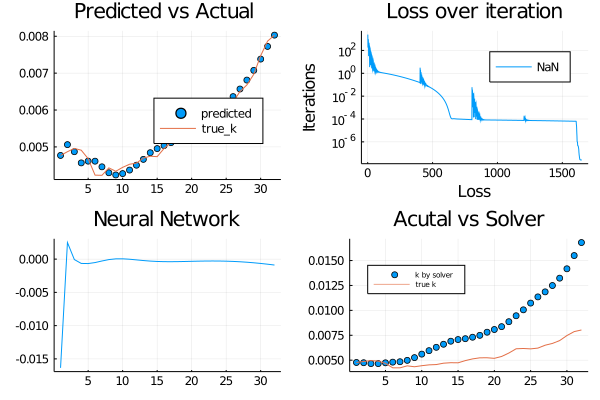 Predicted vs Actual
0.008
0.007
0.006
0.005
predicted
true_k
5 10 15 20 25 30
Loss over iteration
Iterations
10^2
10^0
10^-2
10^-4
10^-6
NaN
0 500 1000 1500
Loss
Neural Network
0.000
-0.005
-0.010
-0.015
5 10 15 20 25 30
Acutal vs Solver
0.0150
0.0125
0.0100
0.0075
0.0050
k by solver
true k
5 10 15 20 25 30